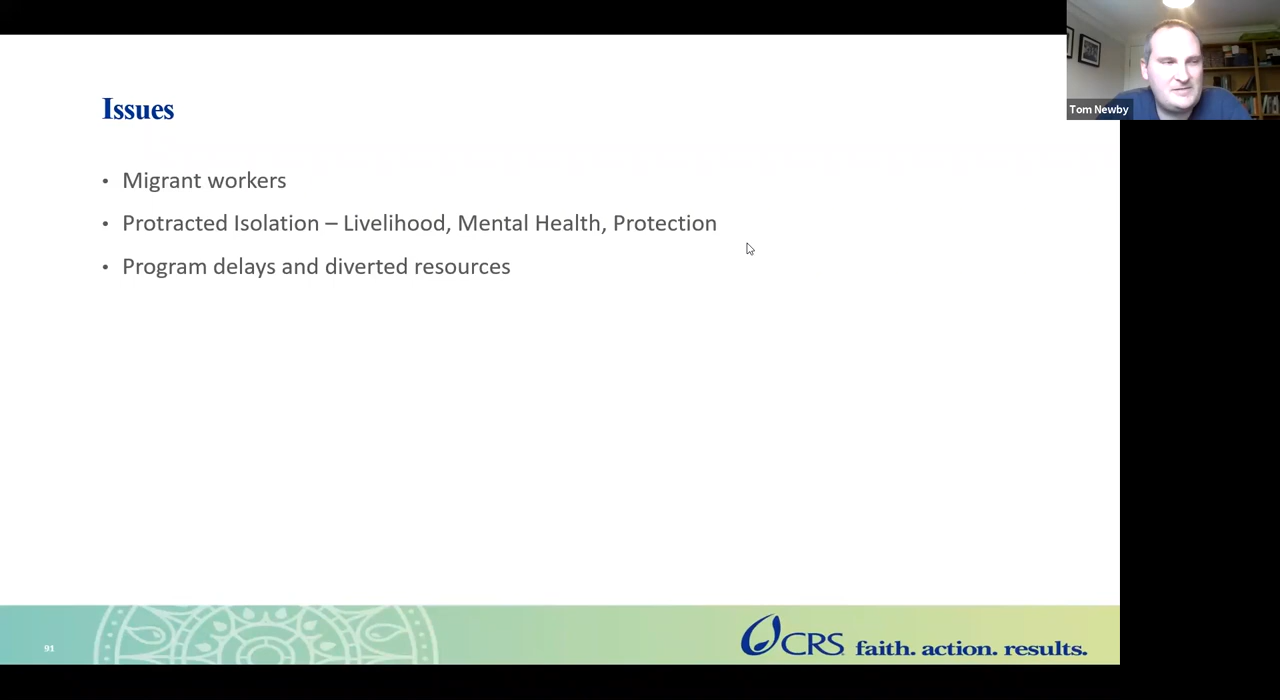 Tom Newby
Issues
• Migrant workers
• Protracted Isolation – Livelihood, Mental Health, Protection
• Program delays and diverted resources
91
CRS faith. action. results.